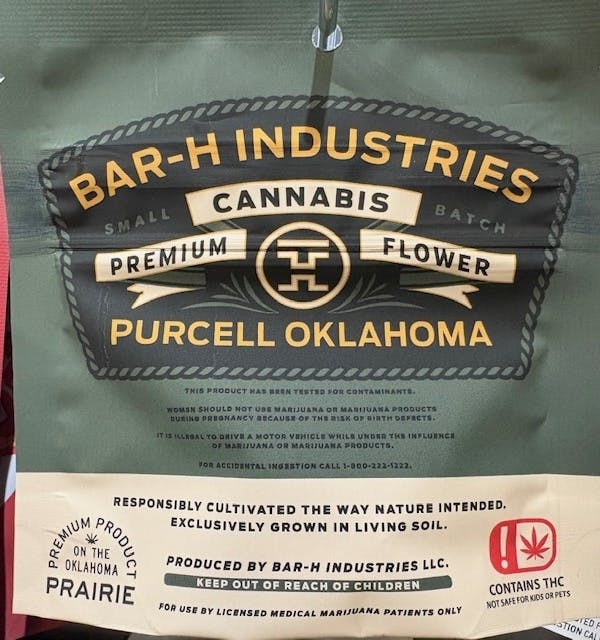 BAR-H INDUSTRIES
SMALL CANNABIS BATCH
PREMIUM FLOWER
PURCELL OKLAHOMA
THIS PRODUCT HAS BEEN TESTED FOR CONTAMINANTS.
WOMEN SHOULD NOT USE MARIJUANA OR MARIJUANA PRODUCTS
DURING PREGNANCY BECAUSE OF THE RISK OF BIRTH DEFECTS.
IT IS ILLEGAL TO DRIVE A MOTOR VEHICLE WHILE UNDER THE INFLUENCE
OF MARIJUANA OR MARIJUANA PRODUCTS.
FOR ACCIDENTAL INGESTION CALL 1-800-222-1222.
RESPONSIBLY CULTIVATED THE WAY NATURE INTENDED.
EXCLUSIVELY GROWN IN LIVING SOIL.
PREMIUM PRODUCT
ON THE
OKLAHOMA
PRAIRIE
PRODUCED BY BAR-H INDUSTRIES LLC.
KEEP OUT OF REACH OF CHILDREN
FOR USE BY LICENSED MEDICAL MARIJUANA PATIENTS ONLY
!
CONTAINS THC
NOT SAFE FOR KIDS OR PETS